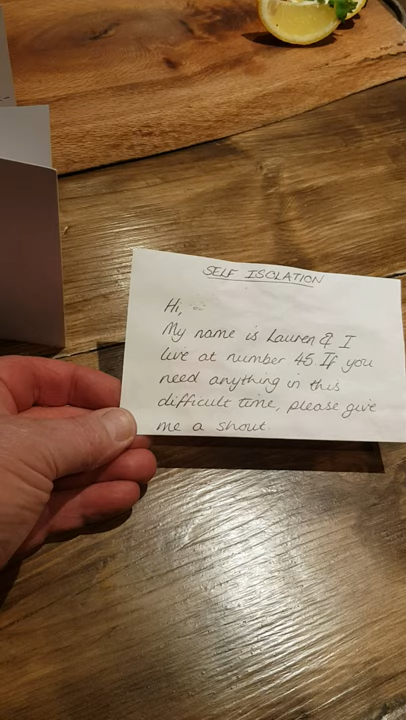 SELF ISOLATION
Hi,
My name is Lauren & I
live at number 45. If you
need anything in this
difficult time, please give
me a shout.